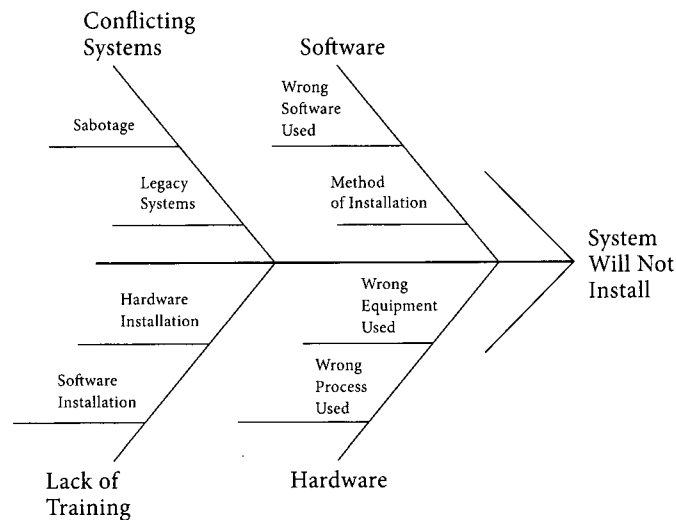 Conflicting
Systems
Software
Wrong
Software
Used
Sabotage
Legacy
Systems
Method
of Installation
System
Will Not
Install
Hardware
Installation
Wrong
Equipment
Used
Software
Installation
Wrong
Process
Used
Lack of
Training
Hardware